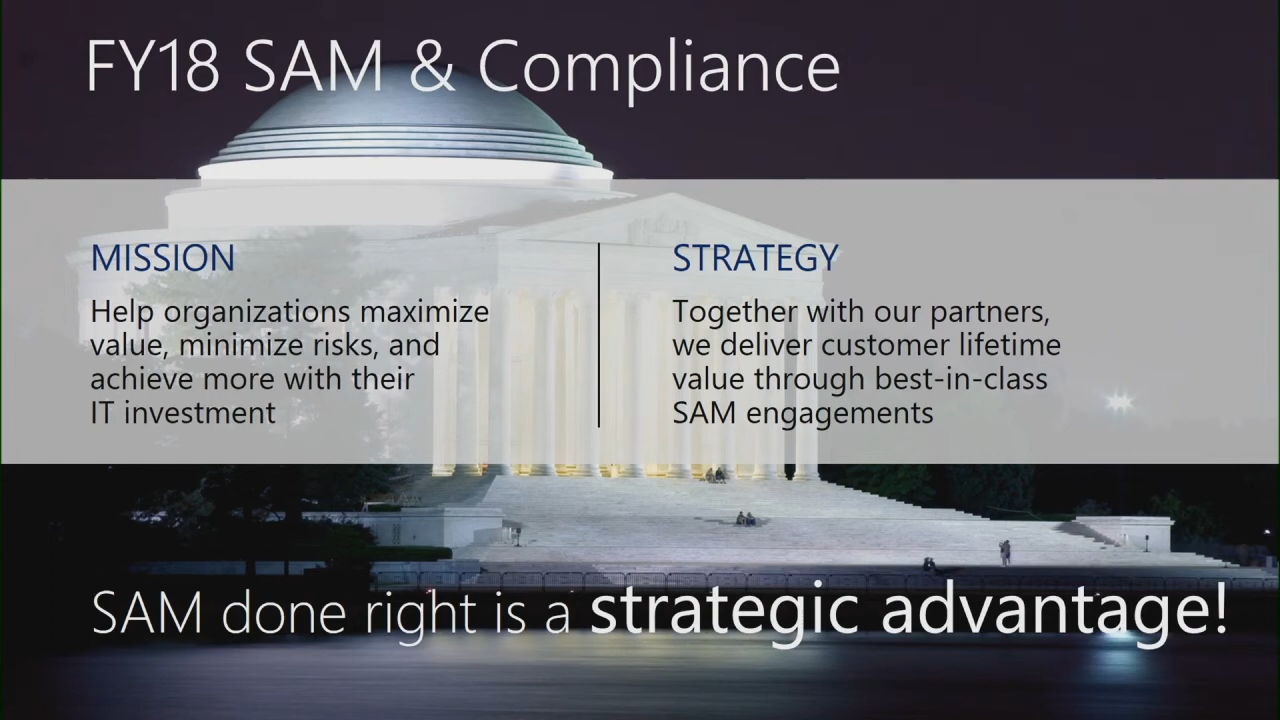 FY18 SAM & Compliance
MISSION
Help organizations maximize
value, minimize risks, and
achieve more with their
IT investment
STRATEGY
Together with our partners,
we deliver customer lifetime
value through best-in-class
SAM engagements
SAM done right is a strategic advantage!